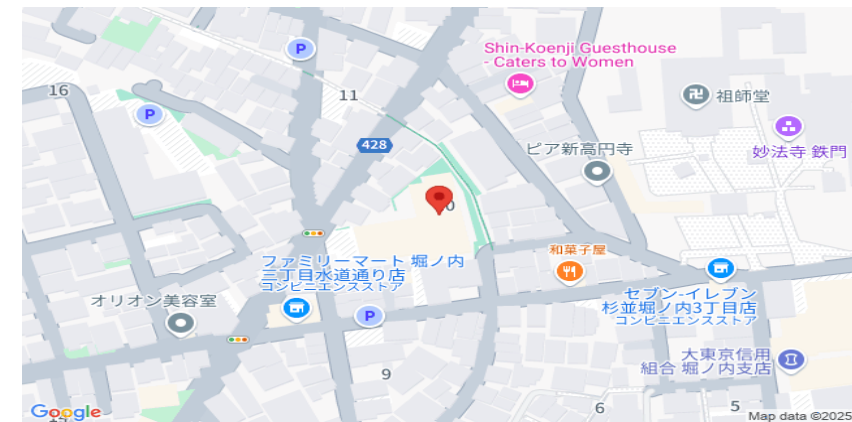 Shin-Koenji Guesthouse
- Caters to Women
P
16
11
P
祖師堂
428
ピア新高円寺
妙法寺 鉄門
和菓子屋
ファミリーマート 堀ノ内
三丁目水道通り店
コンビニエンスストア
オリオン美容室
P
セブン-イレブン
杉並堀ノ内3丁目店
コンビニエンスストア
大東京信用
組合 堀ノ内支店
9
6
5
Google
Map data ©2025